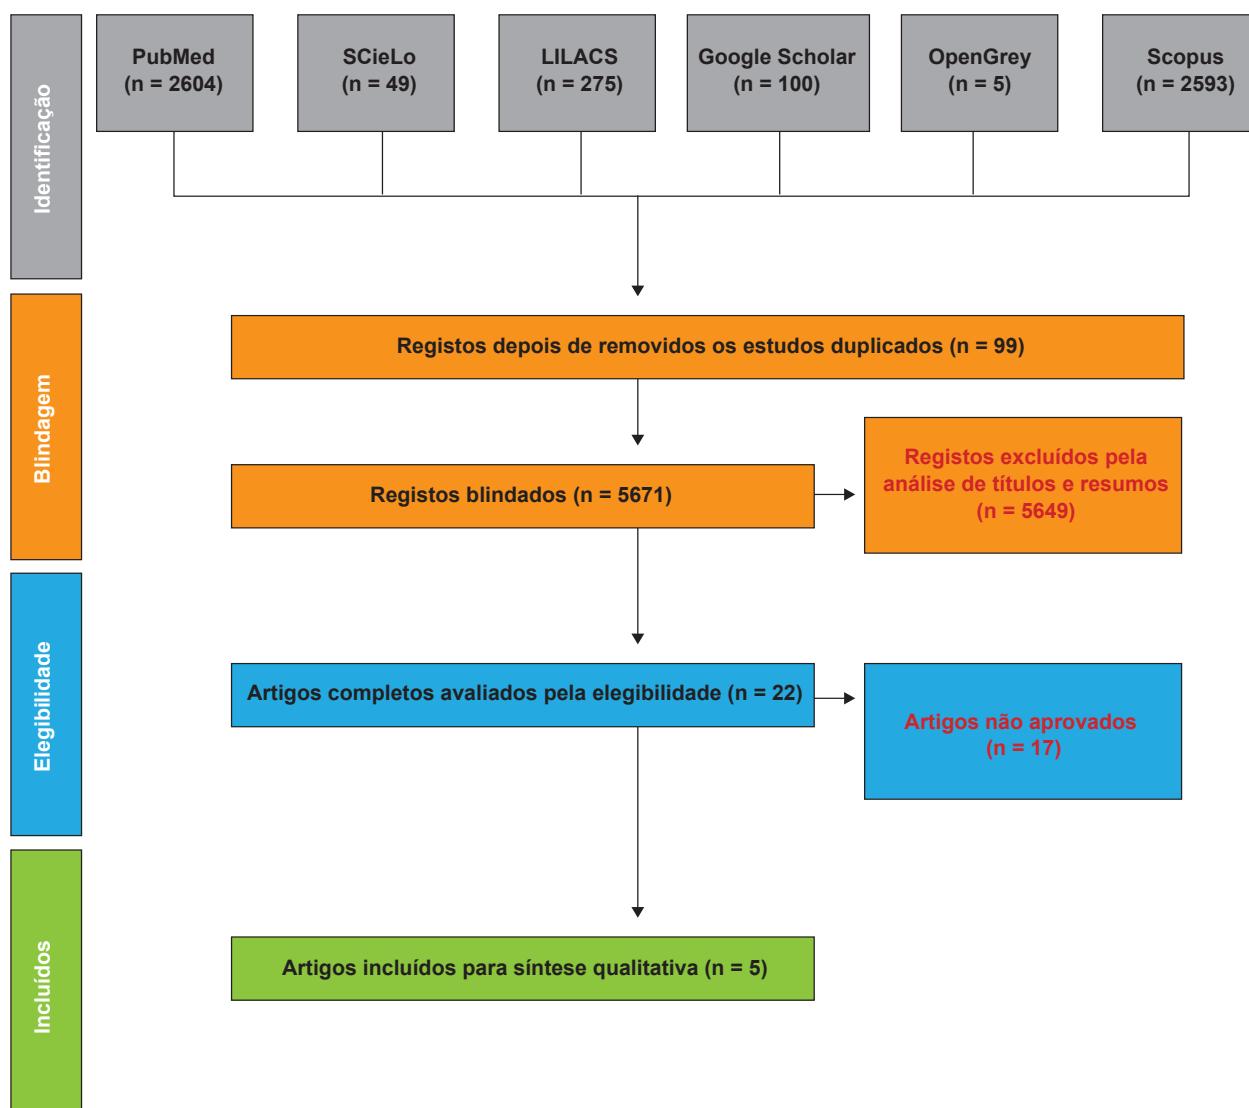 Identificação
PubMed
(n = 2604)
SCieLo
(n = 49)
LILACS
(n = 275)
Google Scholar
(n = 100)
OpenGrey
(n = 5)
Scopus
(n = 2593)
Blindagem
Registos depois de removidos os estudos duplicados (n = 99)
Registos blindados (n = 5671)
Registos excluídos pela
análise de títulos e resumos
(n = 5649)
Elegibilidade
Artigos completos avaliados pela elegibilidade (n = 22)
Artigos não aprovados
(n = 17)
Incluídos
Artigos incluídos para síntese qualitativa (n = 5)